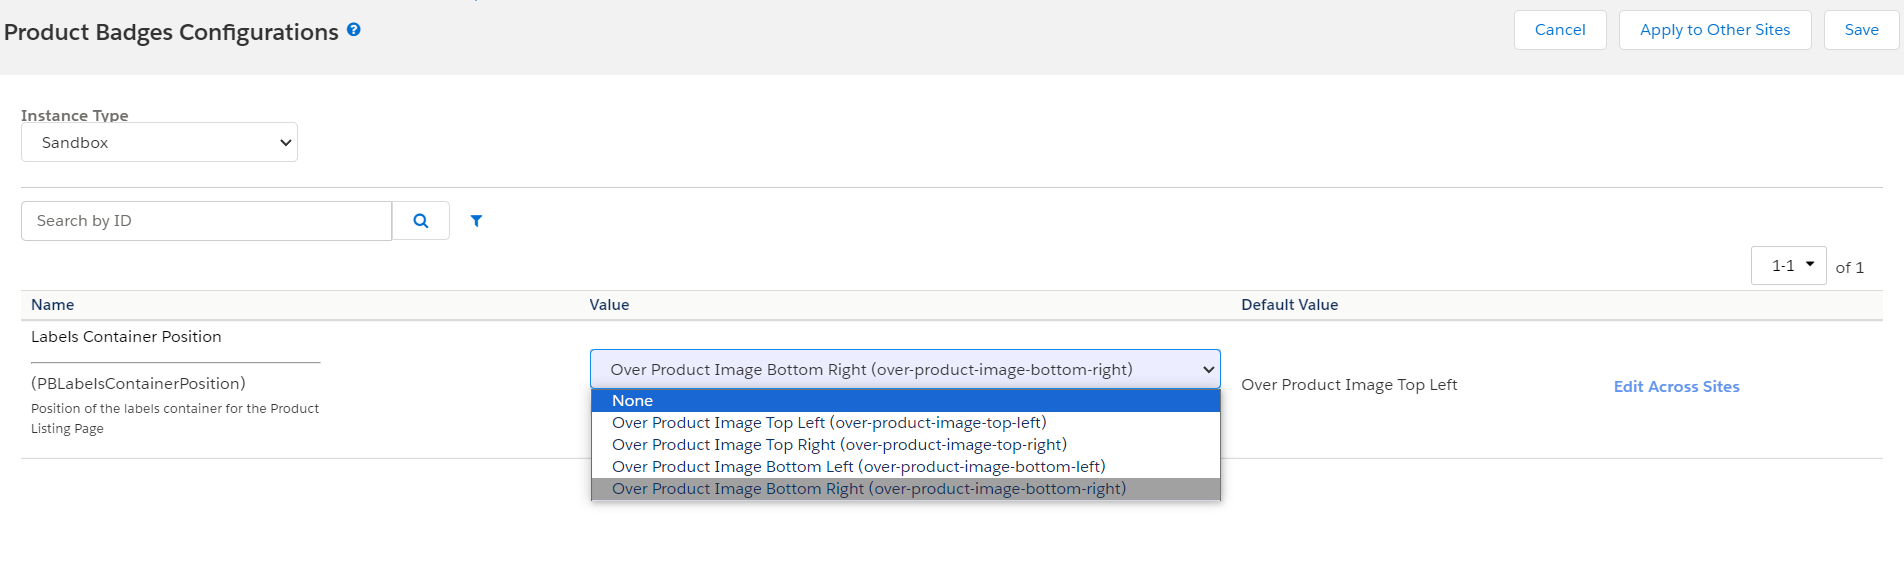 Product Badges Configurations ?
Cancel
Apply to Other Sites
Save
Instance Type
Sandbox
Search by ID
1-1
of 1
Name
Value
Default Value
Labels Container Position
(PBLabelsContainerPosition)
Position of the labels container for the Product
Listing Page
Over Product Image Bottom Right (over-product-image-bottom-right)
None
Over Product Image Top Left (over-product-image-top-left)
Over Product Image Top Right (over-product-image-top-right)
Over Product Image Bottom Left (over-product-image-bottom-left)
Over Product Image Bottom Right (over-product-image-bottom-right)
Over Product Image Top Left
Edit Across Sites